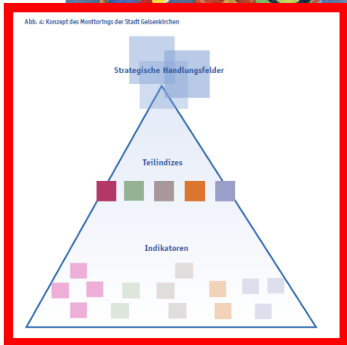 Abb. 4: Konzept des Monitorings der Stadt Gelsenkirchen
Strategische Handlungsfelder
Teilindizes
Indikatoren